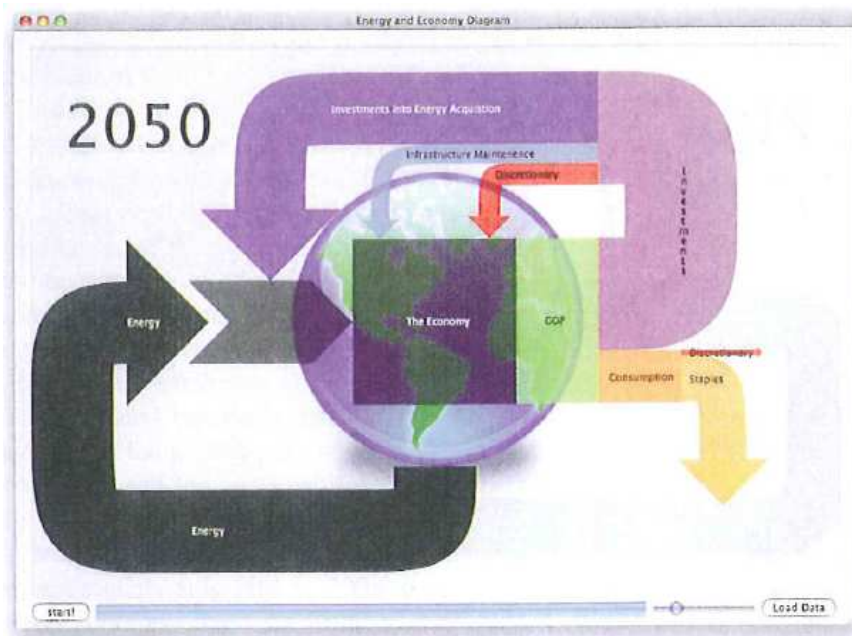 Energy and Economy Diagram
2050
Investments into Energy Acquistion
Infrastructure Maintenence
Discretionary
Investments
Energy
The Economy
GDP
Discretionary
Consumption
Staples
Energy
start!
Load Data